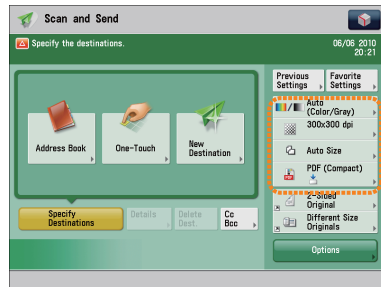 Scan and Send
Specify the destinations.
06/06 2010
20:21
Previous
Settings
Favorite
Settings
Auto
(Color/Gray)
300x300 dpi
Address Book
One-Touch
New
Destination
Auto Size
PDF (Compact)
2-Sided
Original
Specify
Destinations
Details
Delete
Dest.
Cc
Bcc
Different Size
Originals
Options